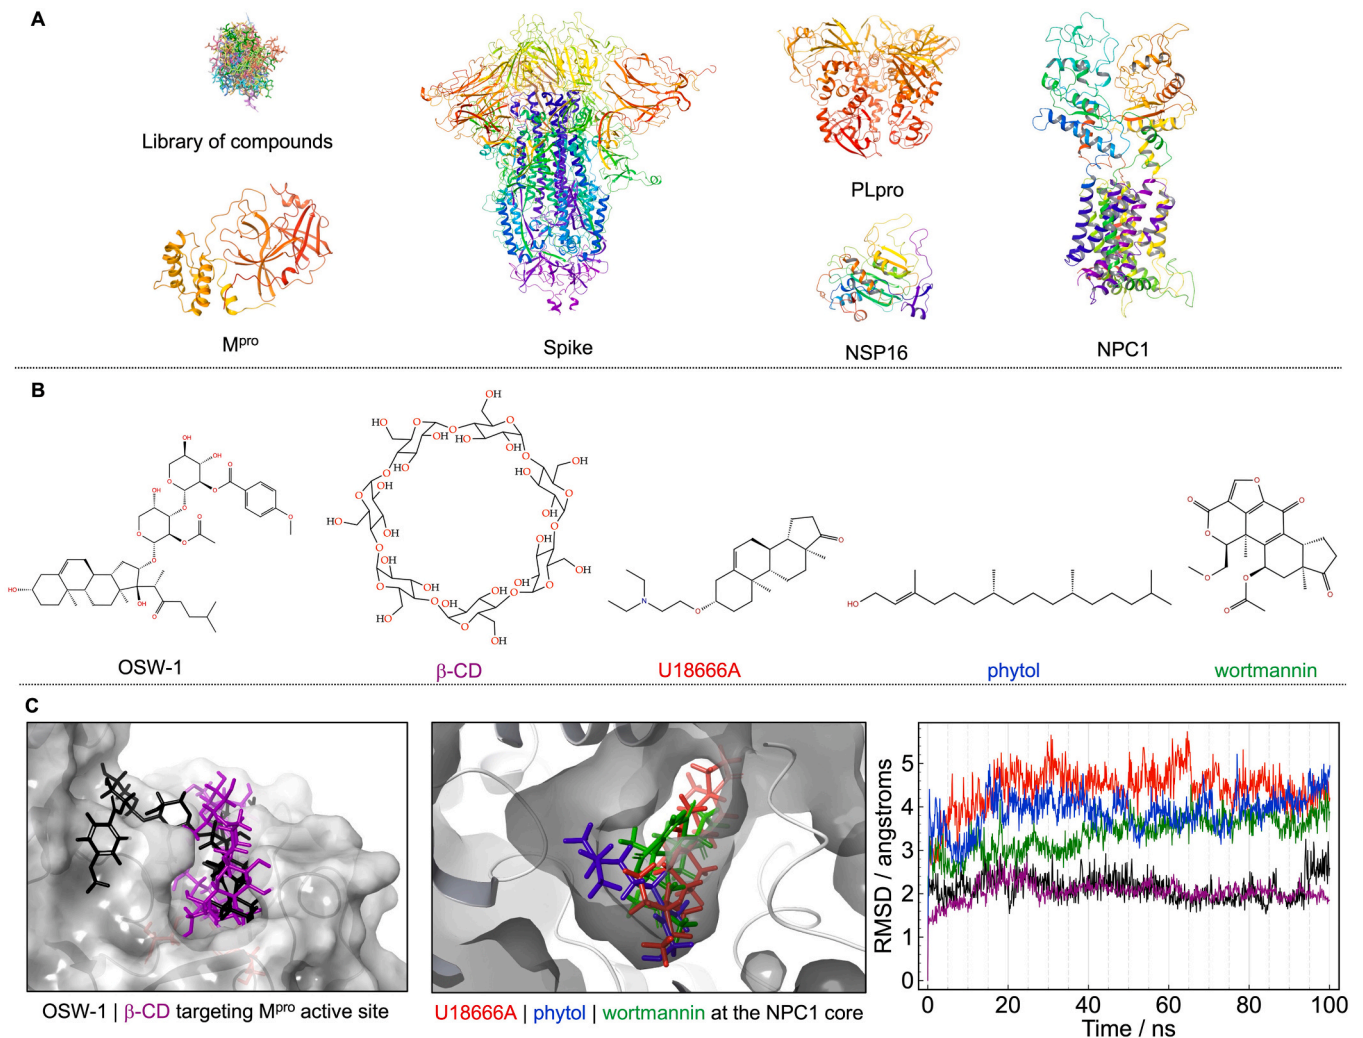 A
Library of compounds
Mpro
Spike
PLpro
NSP16
NPC1
B
OSW-1
β-CD
U18666A
phytol
wortmannin
C
OSW-1 | β-CD targeting Mpro active site
U18666A | phytol | wortmannin at the NPC1 core
RMSD / angstroms
5
4
3
2
1
0
0 20 40 60 80 100
Time / ns